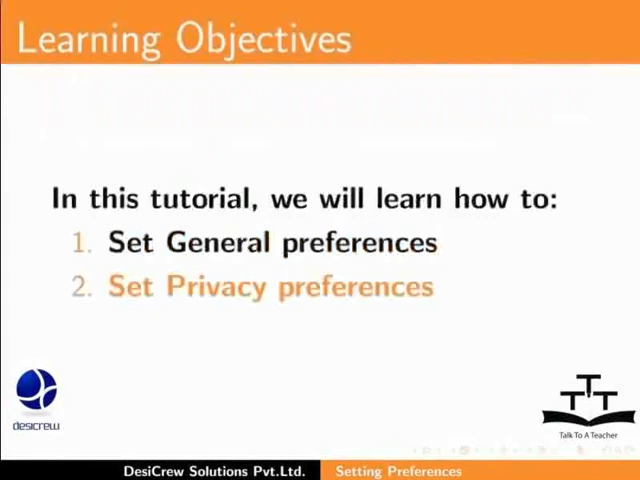 Learning Objectives
In this tutorial, we will learn how to:
1. Set General preferences
2. Set Privacy preferences
desicrew
TTT
Talk To A Teacher
DesiCrew Solutions Pvt.Ltd. Setting Preferences